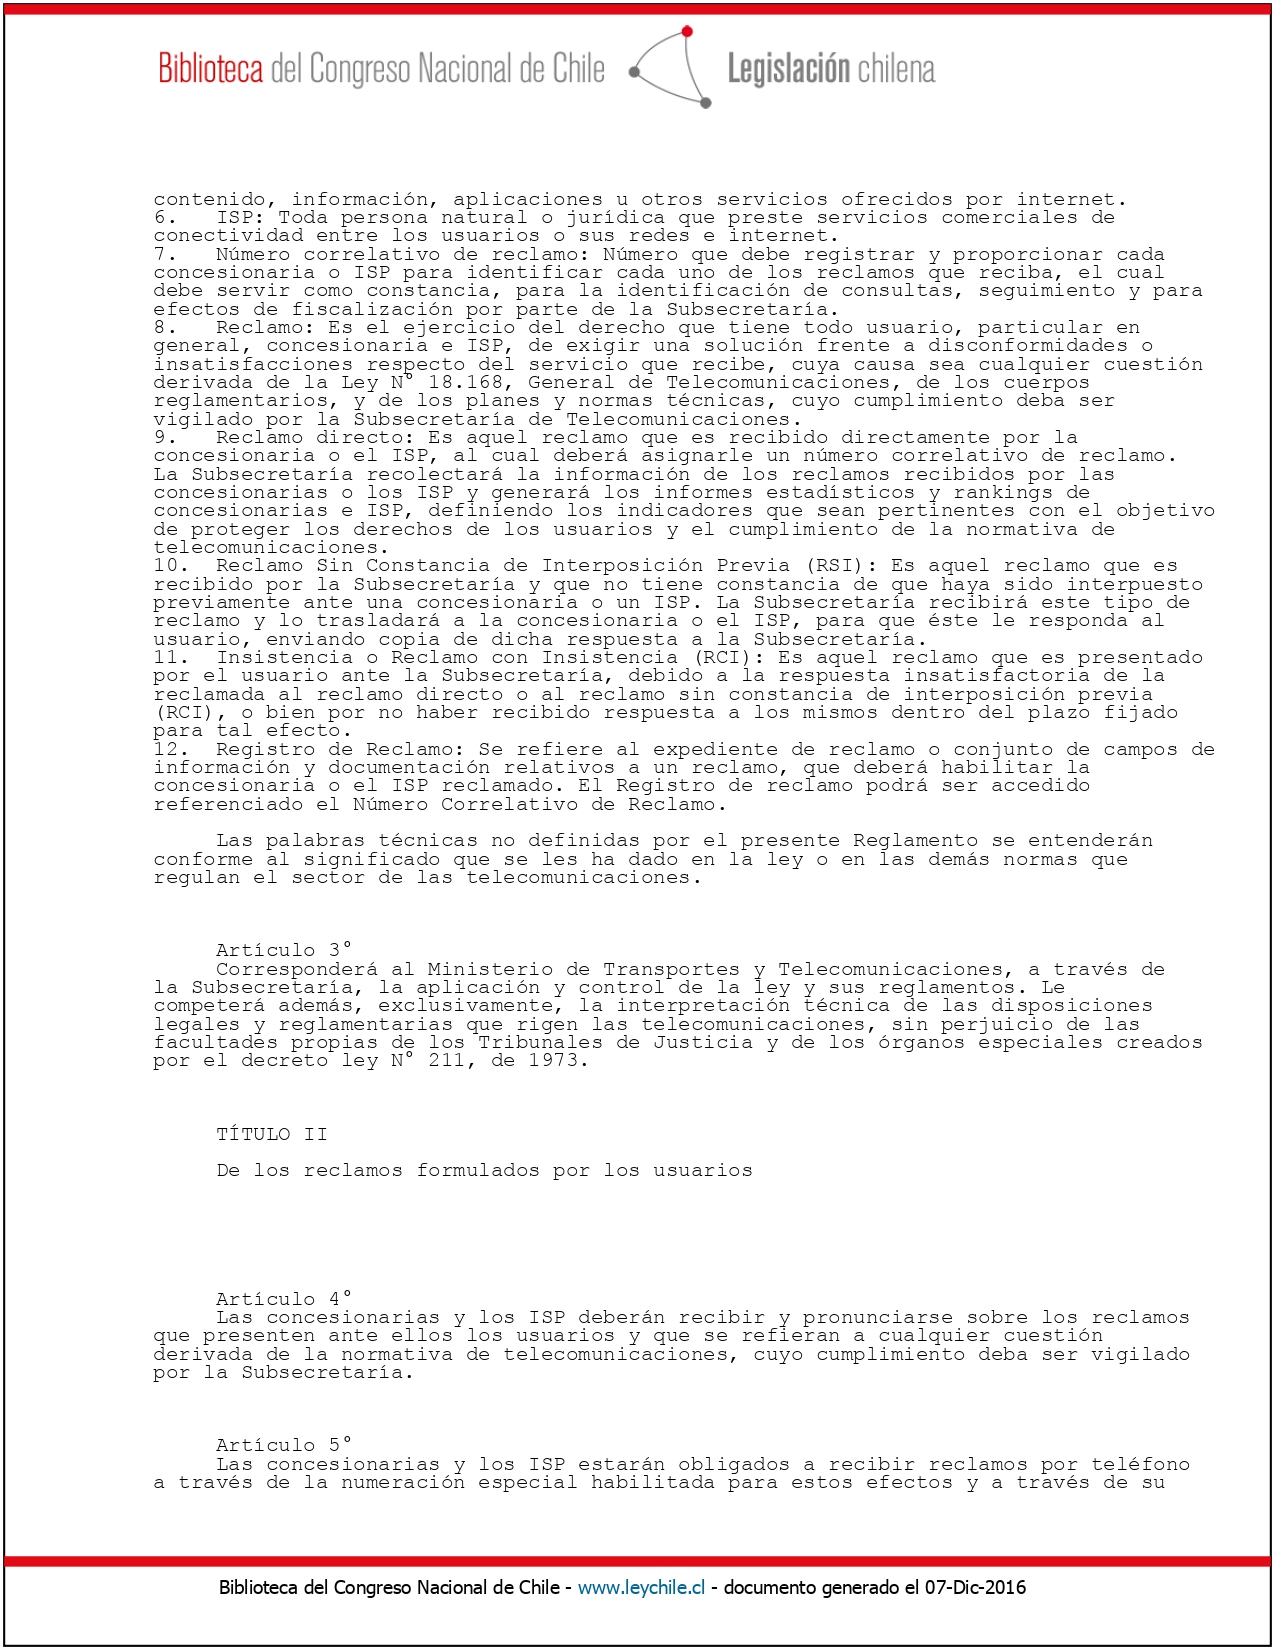 Biblioteca del Congreso Nacional de Chile Legislación chilena
contenido, información, aplicaciones u otros servicios ofrecidos por internet.
6. ISP: Toda persona natural o jurídica que preste servicios comerciales de
conectividad entre los usuarios o sus redes e internet.
7. Número correlativo de reclamo: Número que debe registrar y proporcionar cada
concesionaria o ISP para identificar cada uno de los reclamos que reciba, el cual
debe servir como constancia, para la identificación de consultas, seguimiento y para
efectos de fiscalización por parte de la Subsecretaría.
8. Reclamo: Es el ejercicio del derecho que tiene todo usuario, particular en
general, concesionaria e ISP, de exigir una solución frente a disconformidades o
insatisfacciones respecto del servicio que recibe, cuya causa sea cualquier cuestión
derivada de la Ley N° 18.168, General de Telecomunicaciones, de los cuerpos
reglamentarios, y de los planes y normas técnicas, cuyo cumplimiento deba ser
vigilado por la Subsecretaría de Telecomunicaciones.
9. Reclamo directo: Es aquel reclamo que es recibido directamente por la
concesionaria o el ISP, al cual deberá asignarle un número correlativo de reclamo.
La Subsecretaría recolectará la información de los reclamos recibidos por las
concesionarias o los ISP y generará los informes estadísticos y rankings de
concesionarias e ISP, definiendo los indicadores que sean pertinentes con el objetivo
de proteger los derechos de los usuarios y el cumplimiento de la normativa de
telecomunicaciones.
10. Reclamo Sin Constancia de Interposición Previa (RSI): Es aquel reclamo que es
recibido por la Subsecretaría y que no tiene constancia de que haya sido interpuesto
previamente ante una concesionaria o un ISP. La Subsecretaría recibirá este tipo de
reclamo y lo trasladará a la concesionaria o el ISP, para que éste le responda al
usuario, enviando copia de dicha respuesta a la Subsecretaría.
11. Insistencia o Reclamo con Insistencia (RCI): Es aquel reclamo que es presentado
por el usuario ante la Subsecretaría, debido a la respuesta insatisfactoria de la
reclamada al reclamo directo o al reclamo sin constancia de interposición previa
(RCI), o bien por no haber recibido respuesta a los mismos dentro del plazo fijado
para tal efecto.
12. Registro de Reclamo: Se refiere al expediente de reclamo o conjunto de campos de
información y documentación relativos a un reclamo, que deberá habilitar la
concesionaria o el ISP reclamado. El Registro de reclamo podrá ser accedido
referenciado el Número Correlativo de Reclamo.
Las palabras técnicas no definidas por el presente Reglamento se entenderán
conforme al significado que se les ha dado en la ley o en las demás normas que
regulan el sector de las telecomunicaciones.
Artículo 3°
Corresponderá al Ministerio de Transportes y Telecomunicaciones, a través de
la Subsecretaría, la aplicación y control de la ley y sus reglamentos. Le
competerá además, exclusivamente, la interpretación técnica de las disposiciones
legales y reglamentarias que rigen las telecomunicaciones, sin perjuicio de las
facultades propias de los Tribunales de Justicia y de los órganos especiales creados
por el decreto ley N° 211, de 1973.
TÍTULO II
De los reclamos formulados por los usuarios
Artículo 4°
Las concesionarias y los ISP deberán recibir y pronunciarse sobre los reclamos
que presenten ante ellos los usuarios y que se refieran a cualquier cuestión
derivada de la normativa de telecomunicaciones, cuyo cumplimiento deba ser vigilado
por la Subsecretaría.
Artículo 5°
Las concesionarias y los ISP estarán obligados a recibir reclamos por teléfono
a través de la numeración especial habilitada para estos efectos y a través de su
Biblioteca del Congreso Nacional de Chile - www.leychile.cl - documento generado el 07-Dic-2016